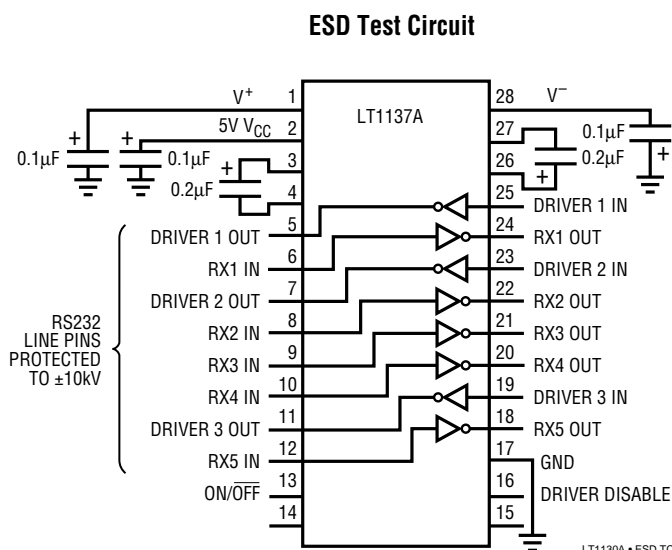 ESD Test Circuit
LT1137A
V+ 1
5V VCC 2
3
4
0.1µF
0.1µF
0.2µF
28 V−
27
26
0.1µF
0.2µF
DRIVER 1 OUT 5
RX1 IN 6
DRIVER 2 OUT 7
RX2 IN 8
RX3 IN 9
RX4 IN 10
DRIVER 3 OUT 11
RX5 IN 12
ON/OFF 13
14
RS232
LINE PINS
PROTECTED
TO ±10kV
25 DRIVER 1 IN
24 RX1 OUT
23 DRIVER 2 IN
22 RX2 OUT
21 RX3 OUT
20 RX4 OUT
19 DRIVER 3 IN
18 RX5 OUT
17 GND
16 DRIVER DISABLE
15